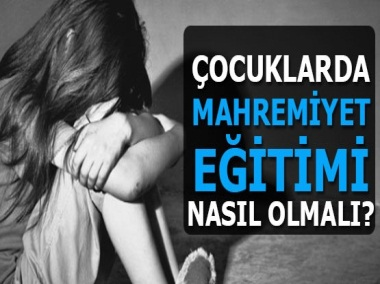 ÇOCUKLARDA
MAHREMİYET
EĞİTİMİ
NASIL OLMALI?